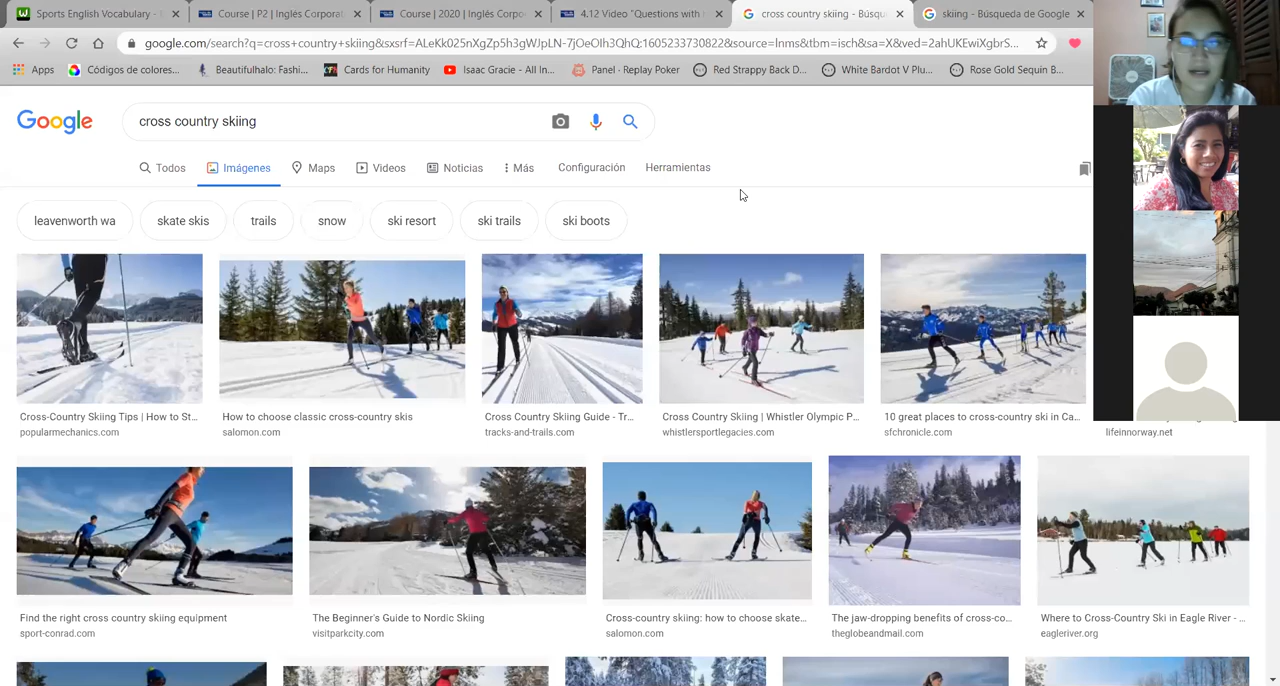 Sports English Vocabulary -
Course | P2 | Inglés Corporat
Course | 2020 | Inglés Corpo
4.12 Video "Questions with
cross country skiing - Búsqu
skiing - Búsqueda de Google
google.com/search?q=cross+country+skiing&sxsrf=ALeKk025nXgZp5h3gWJpLN-7jOeOIh3QhQ:1605233730822&source=lnms&tbm=isch&sa=X&ved=2ahUKEwiXgbrS...
Apps
Códigos de colores...
Beautifulhalo: Fashi...
Cards for Humanity
Isaac Gracie - All In...
Panel · Replay Poker
Red Strappy Back D...
White Bardot V Plu...
Rose Gold Sequin B...
Google
cross country skiing
Todos
Imágenes
Maps
Videos
Noticias
Más
Configuración
Herramientas
leavenworth wa
skate skis
trails
snow
ski resort
ski trails
ski boots
Cross-Country Skiing Tips | How to St...
popularmechanics.com
How to choose classic cross-country skis
salomon.com
Cross Country Skiing Guide - Tr...
tracks-and-trails.com
Cross Country Skiing | Whistler Olympic P...
whistlersportlegacies.com
10 great places to cross-country ski in Ca...
sfchronicle.com
lifeinnorway.net
Find the right cross country skiing equipment
sport-conrad.com
The Beginner's Guide to Nordic Skiing
visitparkcity.com
Cross-country skiing: how to choose skate...
salomon.com
The jaw-dropping benefits of cross-co...
theglobeandmail.com
Where to Cross-Country Ski in Eagle River - ...
eagleriver.org